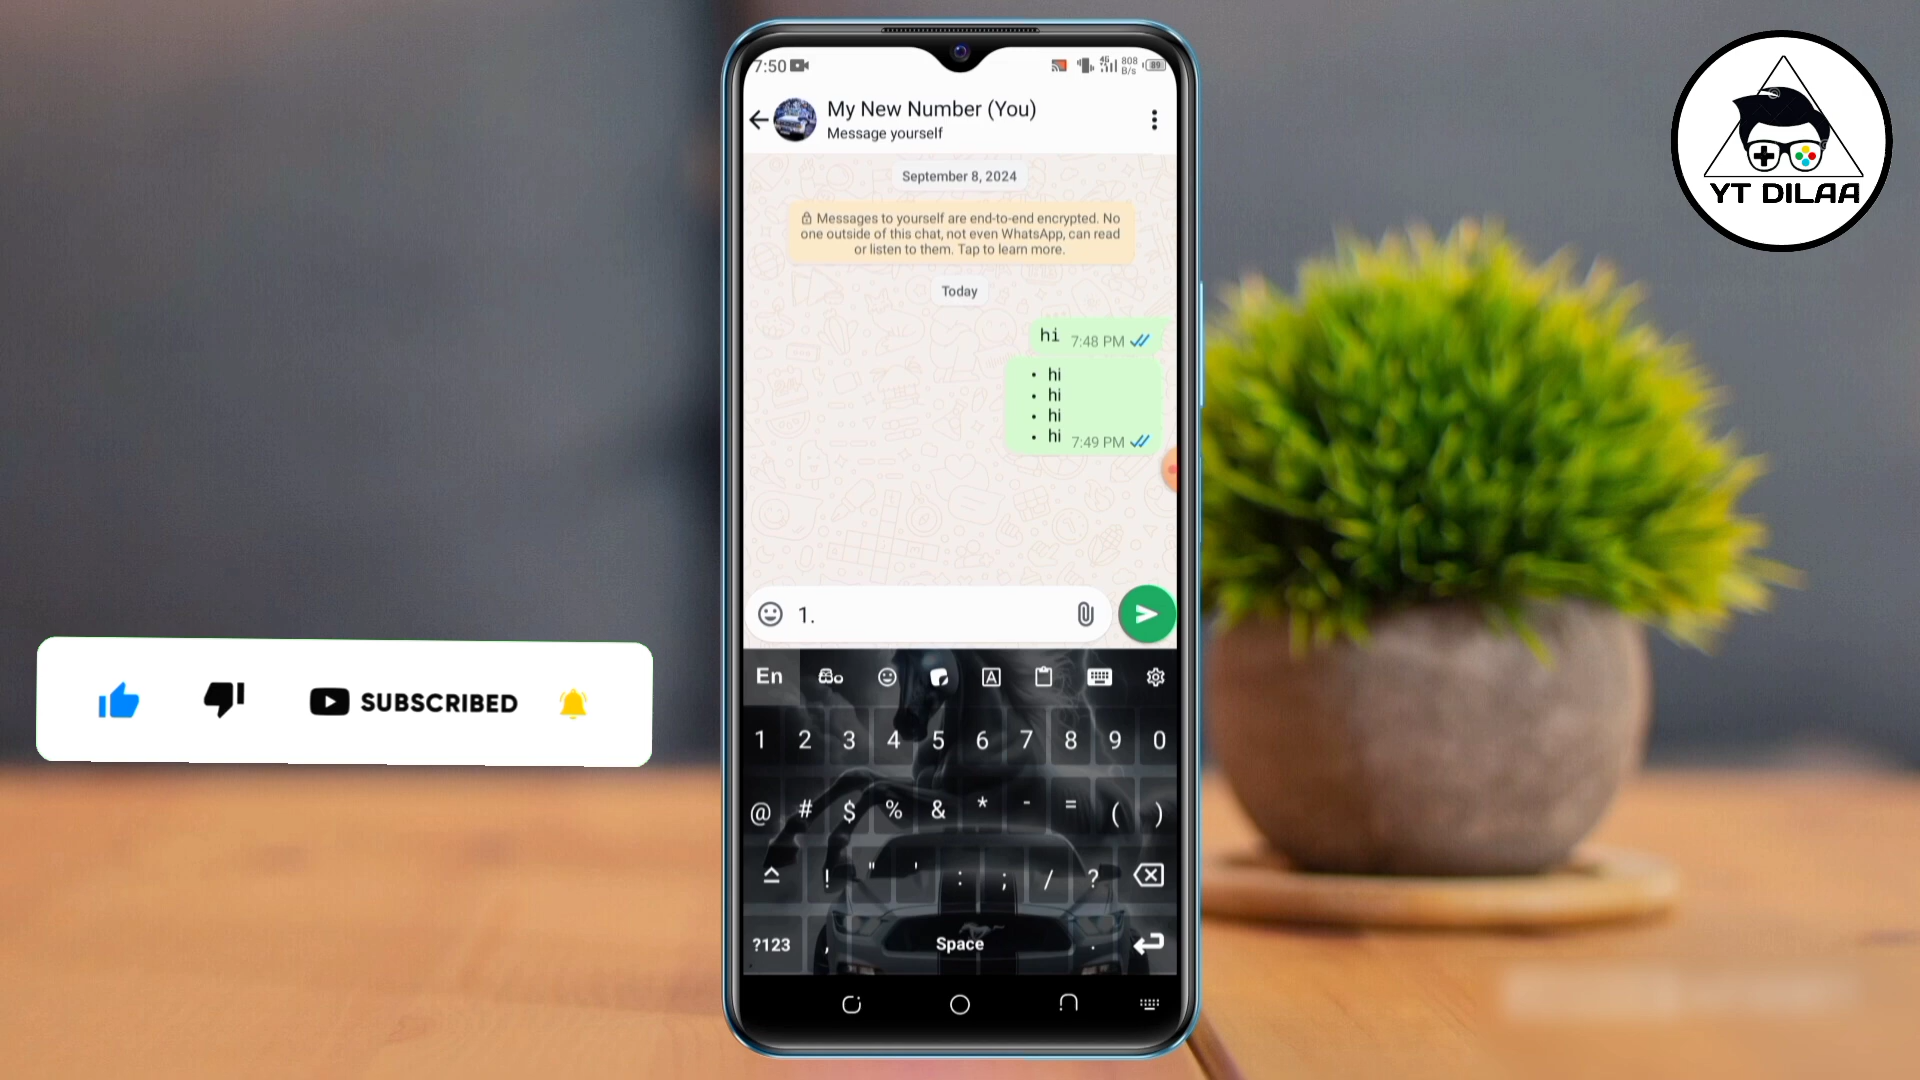 7:50
4G
808
B/s
89
My New Number (You)
Message yourself
September 8, 2024
Messages to yourself are end-to-end encrypted. No
one outside of this chat, not even WhatsApp, can read
or listen to them. Tap to learn more.
Today
hi 7:48 PM
• hi
• hi
• hi
• hi 7:49 PM
1.
En සිං
1 2 3 4 5 6 7 8 9 0
@ # $ % & * - = ( )
! " ' : ; / ?
?123 , Space .
SUBSCRIBED
YT DILAA